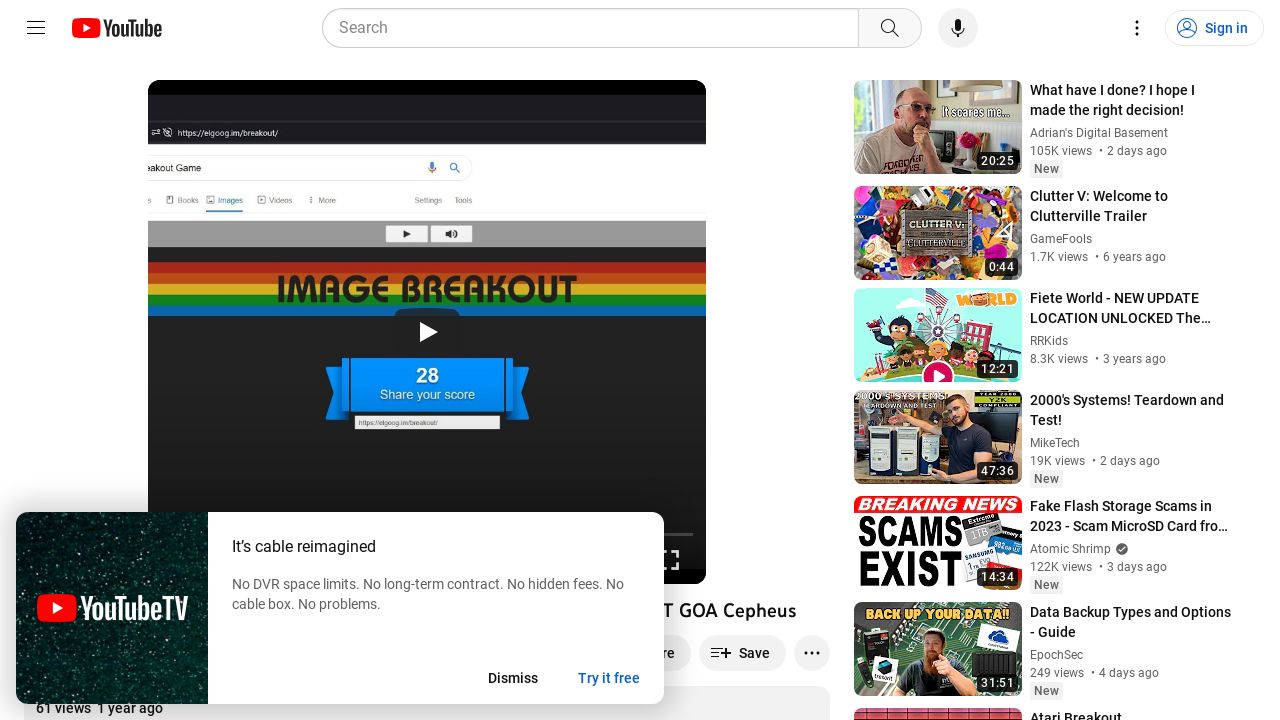 YouTube
Search
Sign in
https://elgoog.im/breakout/
eakout Game
Books
Images
Videos
More
Settings
Tools
IMAGE BREAKOUT
28
Share your score
https://elgoog.im/breakout/
T GOA Cepheus
re
Save
61 views 1 year ago
YouTubeTV
It's cable reimagined
No DVR space limits. No long-term contract. No hidden fees. No
cable box. No problems.
Dismiss
Try it free
It scares me...
20:25
What have I done? I hope I
made the right decision!
Adrian's Digital Basement
105K views • 2 days ago
New
CLUTTER V:
CLUTTERVILLE
0:44
Clutter V: Welcome to
Clutterville Trailer
GameFools
1.7K views • 6 years ago
WORLD
12:21
Fiete World - NEW UPDATE
LOCATION UNLOCKED The...
RRKids
8.3K views • 3 years ago
2000'S SYSTEMS!
TEARDOWN AND TEST
YEAR 2000
Y2K
COMPLIANT
47:36
2000's Systems! Teardown and
Test!
MikeTech
19K views • 2 days ago
New
BREAKING NEWS
SCAMS
EXIST
Extreme
1TB
SAMSUNG
14:34
Fake Flash Storage Scams in
2023 - Scam MicroSD Card fro...
Atomic Shrimp
122K views • 3 days ago
New
BACK UP YOUR DATA!!
tresorit
31:51
Data Backup Types and Options
- Guide
EpochSec
249 views • 4 days ago
New
Atari Breakout